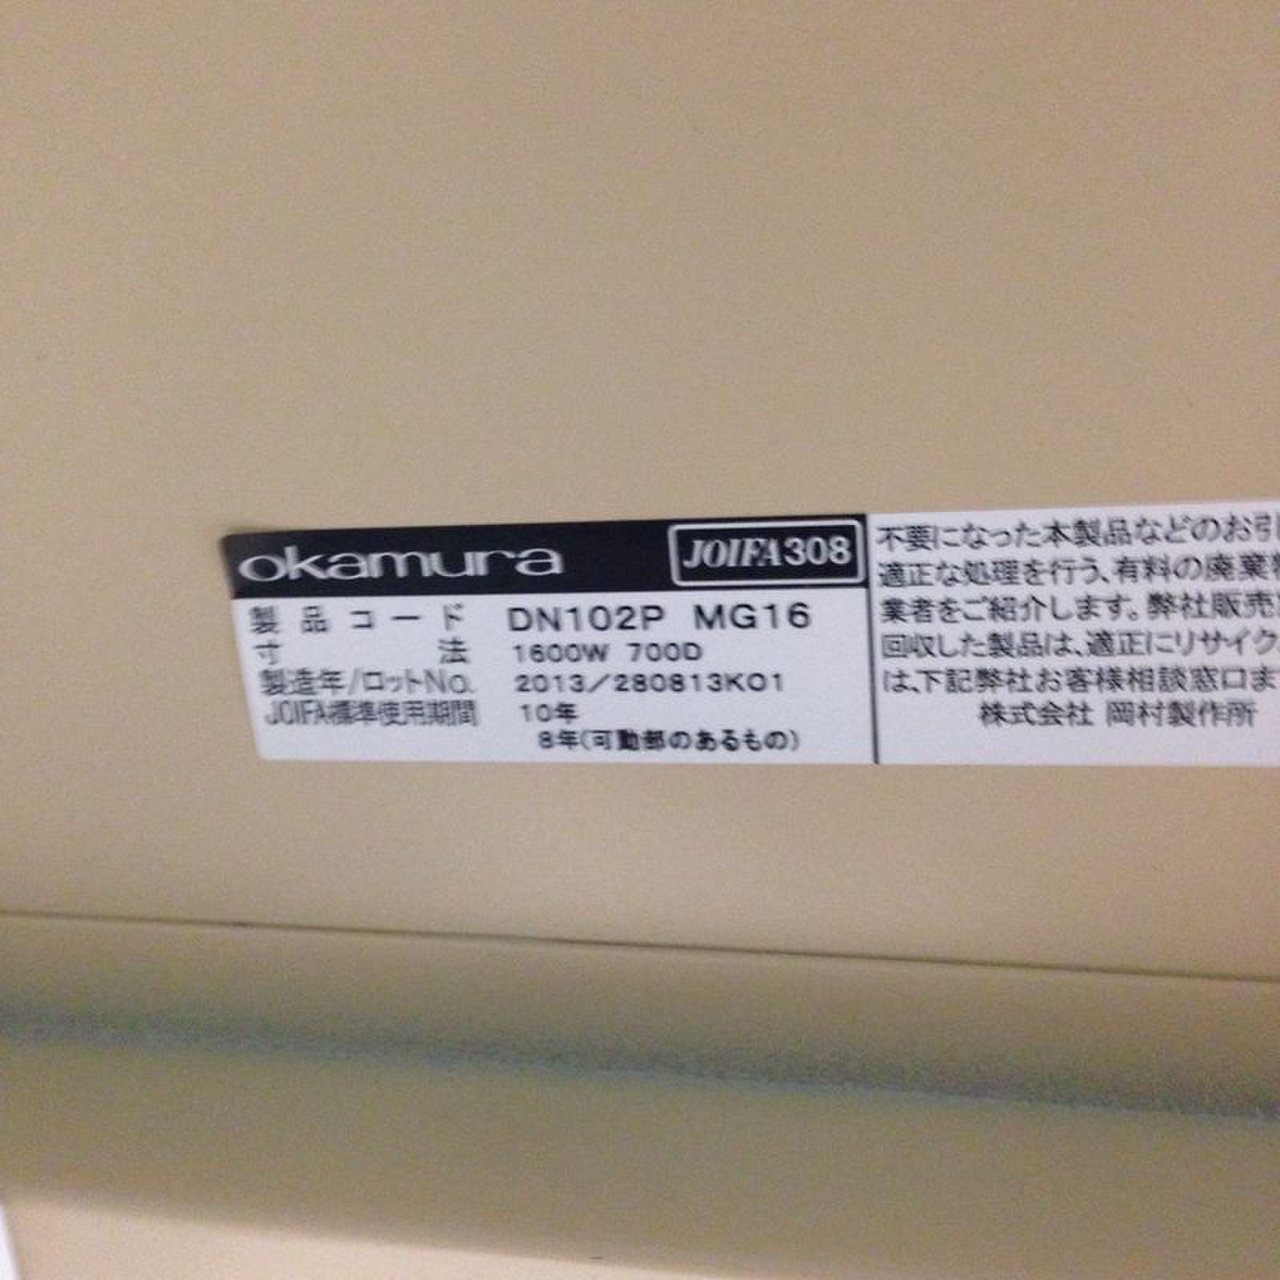 okamura JOIFA308
製品コード DN102P MG16
寸法 1600W 700D
製造年/ロットNo. 2013/280813K01
JOIFA標準使用期間 10年
8年(可動部のあるもの)
不要になった本製品などのお引
適正な処理を行う、有料の廃棄
業者をご紹介します。弊社販売
回収した製品は、適正にリサイク
は、下記弊社お客様相談窓口ま
株式会社 岡村製作所